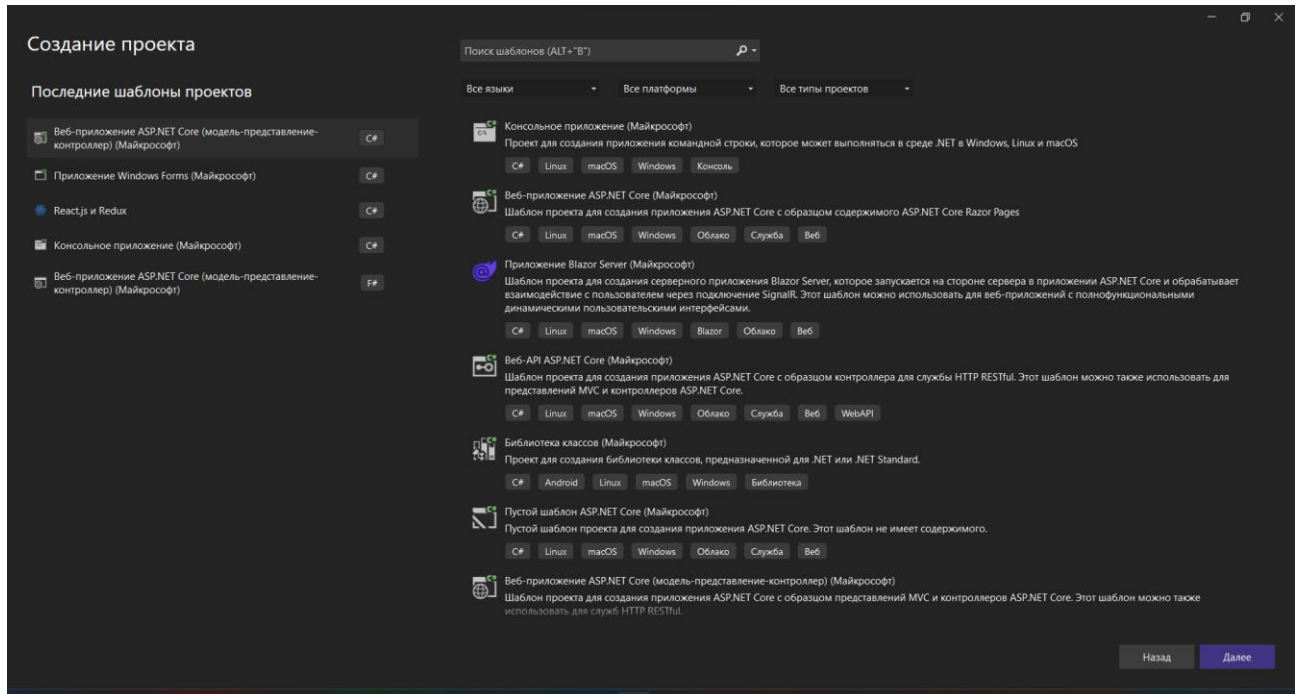 Создание проекта
Поиск шаблонов (ALT+"В")
Последние шаблоны проектов
Все языки
Все платформы
Все типы проектов
Веб-приложение ASP.NET Core (модель-представление-
контроллер) (Майкрософт)
C#
Приложение Windows Forms (Майкрософт)
C#
React.js и Redux
C#
Консольное приложение (Майкрософт)
C#
Веб-приложение ASP.NET Core (модель-представление-
контроллер) (Майкрософт)
F#
Консольное приложение (Майкрософт)
Проект для создания приложения командной строки, которое может выполняться в среде .NET в Windows, Linux и macOS
C# Linux macOS Windows Консоль
Веб-приложение ASP.NET Core (Майкрософт)
Шаблон проекта для создания приложения ASP.NET Core с образцом содержимого ASP.NET Core Razor Pages
C# Linux macOS Windows Облако Служба Веб
Приложение Blazor Server (Майкрософт)
Шаблон проекта для создания серверного приложения Blazor Server, которое запускается на стороне сервера в приложении ASP.NET Core и обрабатывает
взаимодействие с пользователем через подключение SignalR. Этот шаблон можно использовать для веб-приложений с полнофункциональными
динамическими пользовательскими интерфейсами.
C# Linux macOS Windows Blazor Облако Веб
Веб-API ASP.NET Core (Майкрософт)
Шаблон проекта для создания приложения ASP.NET Core с образцом контроллера для службы HTTP RESTful. Этот шаблон можно также использовать для
представлений MVC и контроллеров ASP.NET Core.
C# Linux macOS Windows Облако Служба Веб WebAPI
Библиотека классов (Майкрософт)
Проект для создания библиотеки классов, предназначенной для .NET или .NET Standard.
C# Android Linux macOS Windows Библиотека
Пустой шаблон ASP.NET Core (Майкрософт)
Пустой шаблон проекта для создания приложения ASP.NET Core. Этот шаблон не имеет содержимого.
C# Linux macOS Windows Облако Служба Веб
Веб-приложение ASP.NET Core (модель-представление-контроллер) (Майкрософт)
Шаблон проекта для создания приложения ASP.NET Core с образцом представлений MVC и контроллеров ASP.NET Core. Этот шаблон можно также
использовать для служб HTTP RESTful.
Назад
Далее